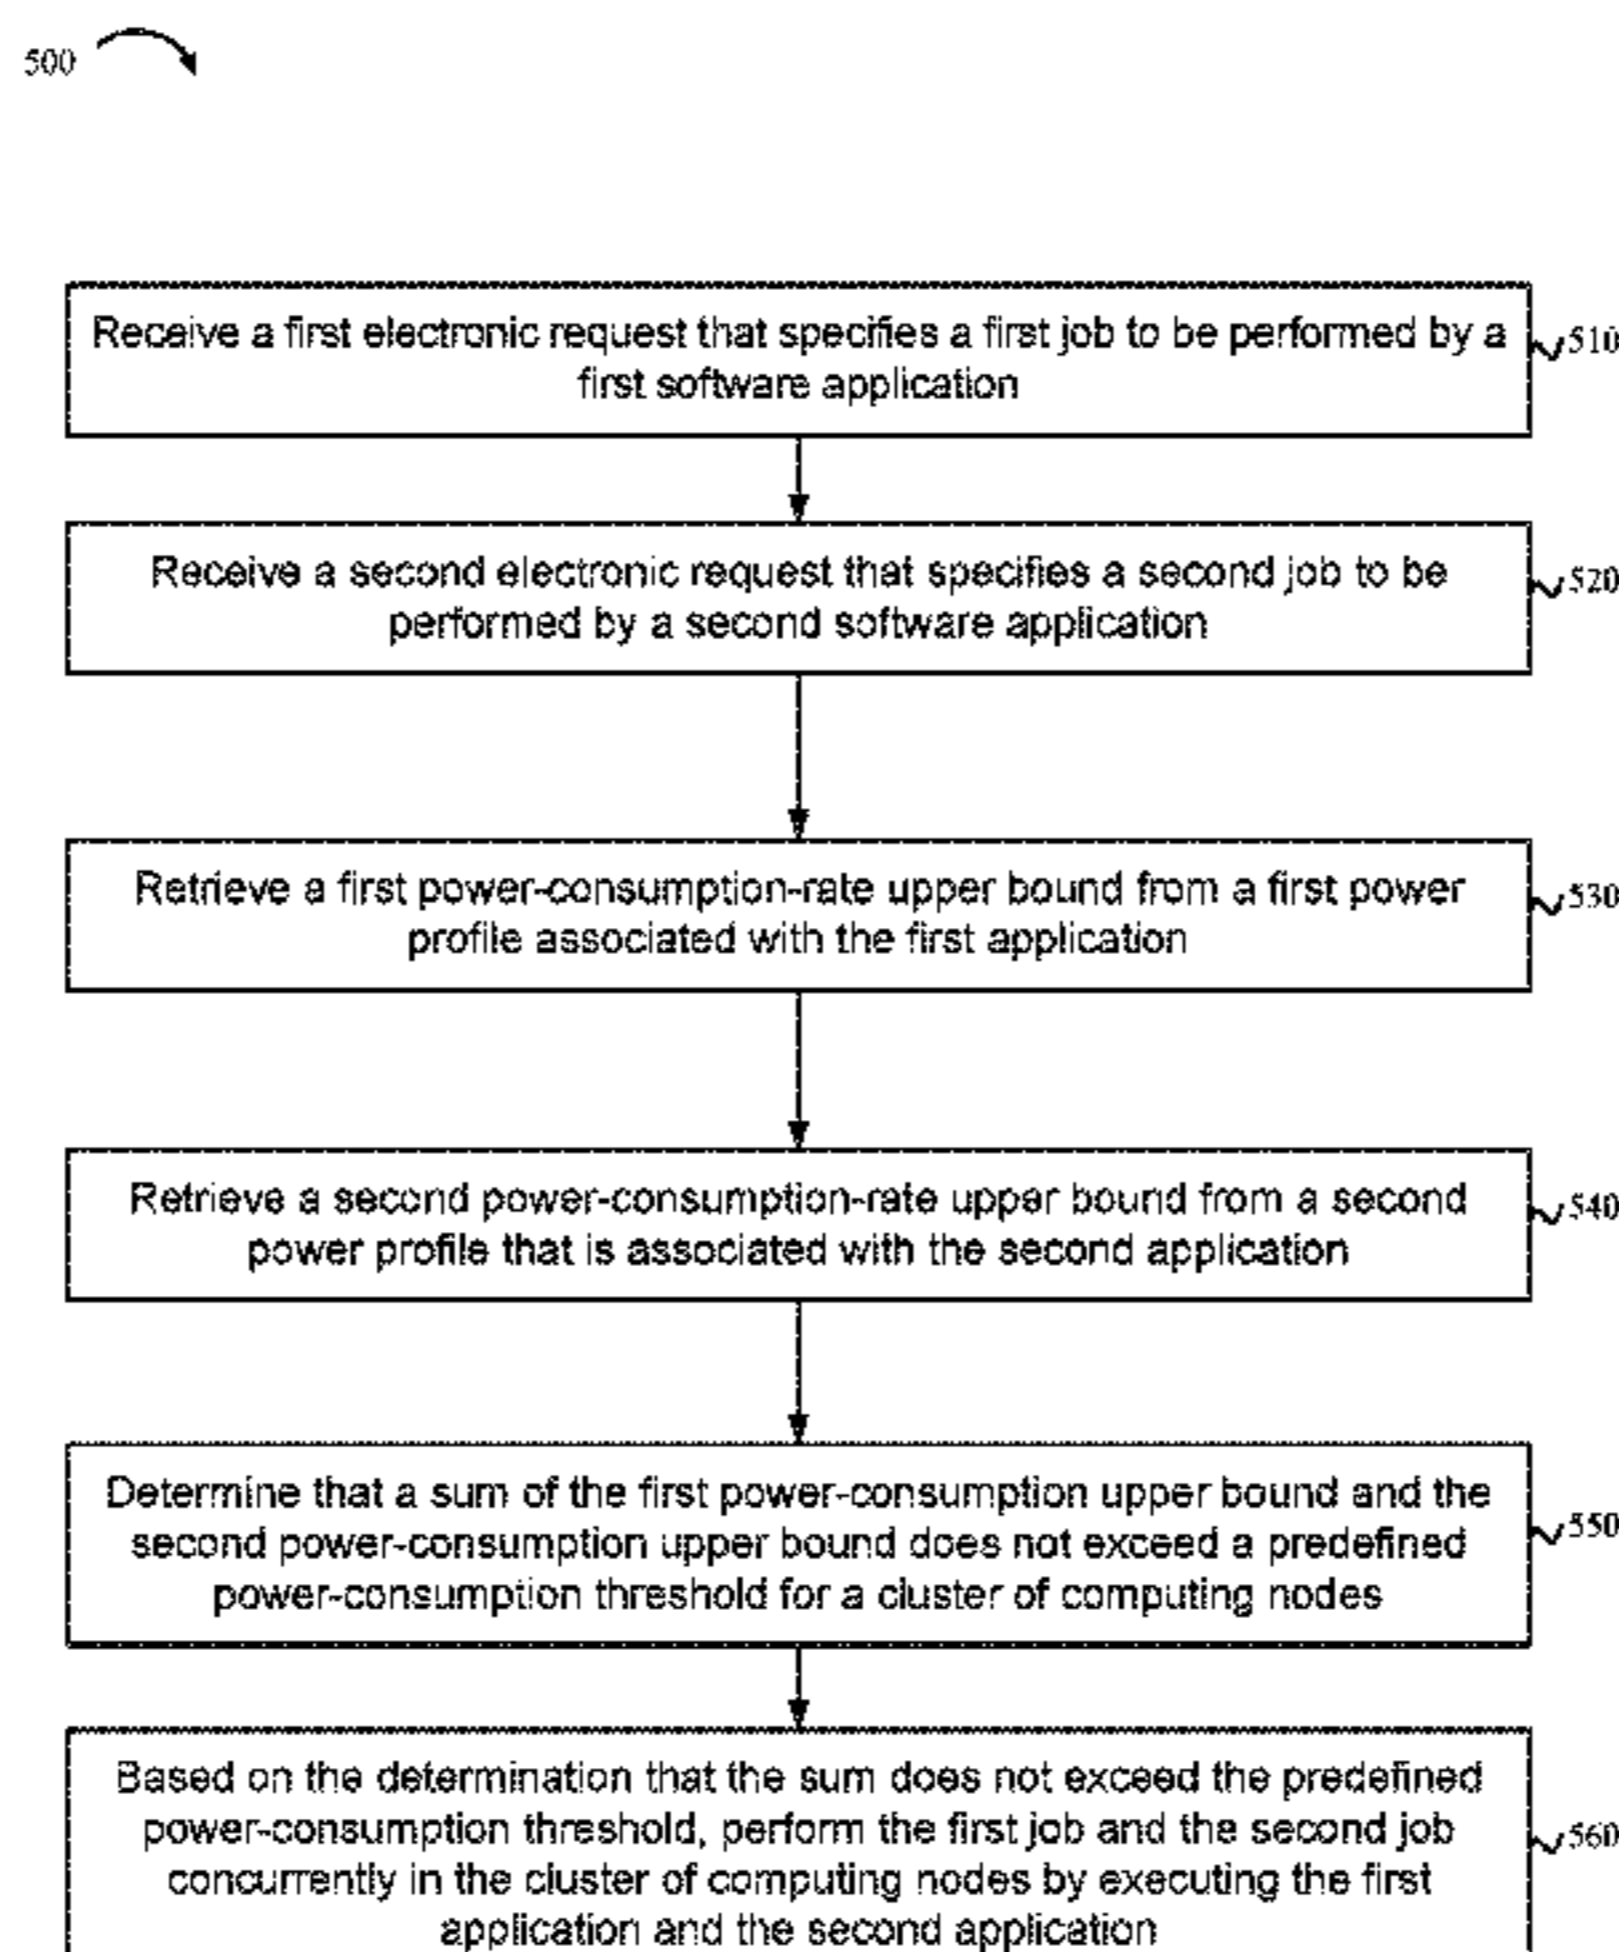 500
Receive a first electronic request that specifies a first job to be performed by a
first software application
510
Receive a second electronic request that specifies a second job to be
performed by a second software application
520
Retrieve a first power-consumption-rate upper bound from a first power
profile associated with the first application
530
Retrieve a second power-consumption-rate upper bound from a second
power profile that is associated with the second application
540
Determine that a sum of the first power-consumption upper bound and the
second power-consumption upper bound does not exceed a predefined
power-consumption threshold for a cluster of computing nodes
550
Based on the determination that the sum does not exceed the predefined
power-consumption threshold, perform the first job and the second job
concurrently in the cluster of computing nodes by executing the first
application and the second application
560